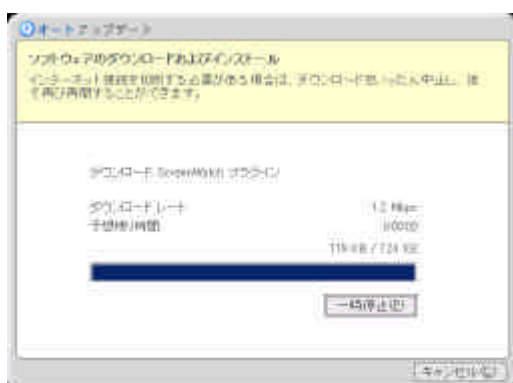 オートアップデート
ソフトウェアのダウンロードおよびインストール
インターネット接続を切断する必要がある場合は、ダウンロードをいったん中止し、後
で再び再開することができます。
ダウンロード ScreenWatch プラグイン
ダウンロード レート 1.2 Mbps
予想残り時間
一時停止(P)
キャンセル(C)